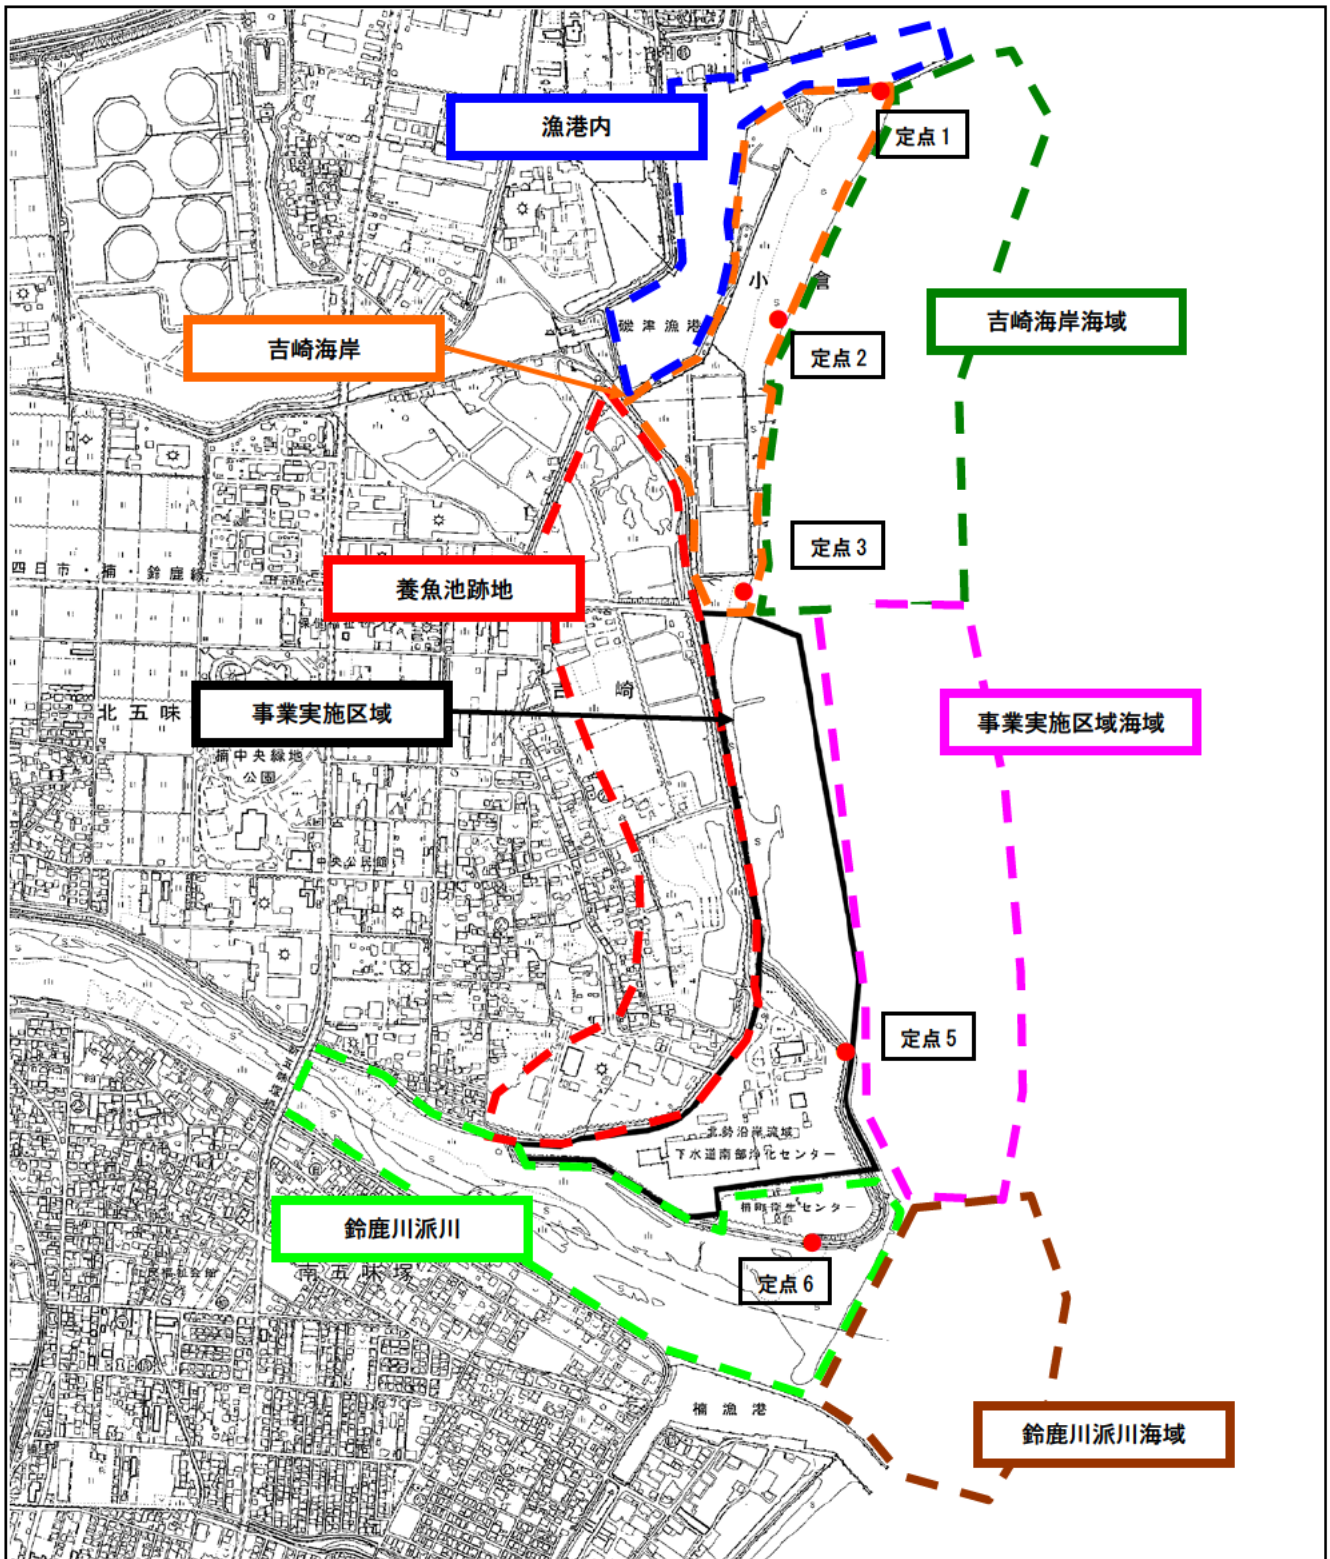 漁港内
定点1
小倉
吉崎海岸海域
磯津漁港
吉崎海岸
定点2
定点3
四日市・楠・鈴鹿線
養魚池跡地
吉崎
事業実施区域
北五味
事業実施区域海域
楠中央緑地
公園
中央公民館
定点5
北勢沿岸流域
下水道南部浄化センター
楠町衛生センター
鈴鹿川派川
南五味塚
定点6
楠漁港
鈴鹿川派川海域